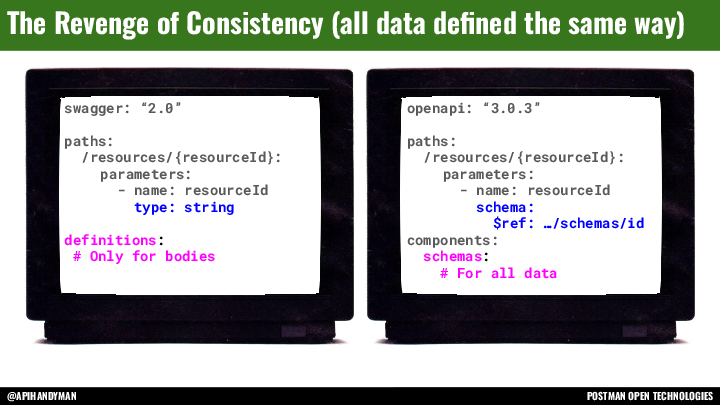 The Revenge of Consistency (all data defined the same way)
swagger: “2.0”
paths:
/resources/{resourceId}:
parameters:
- name: resourceId
type: string
definitions:
# Only for bodies
openapi: “3.0.3”
paths:
/resources/{resourceId}:
parameters:
- name: resourceId
schema:
$ref: …/schemas/id
components:
schemas:
# For all data
@APIHANDYMAN
POSTMAN OPEN TECHNOLOGIES